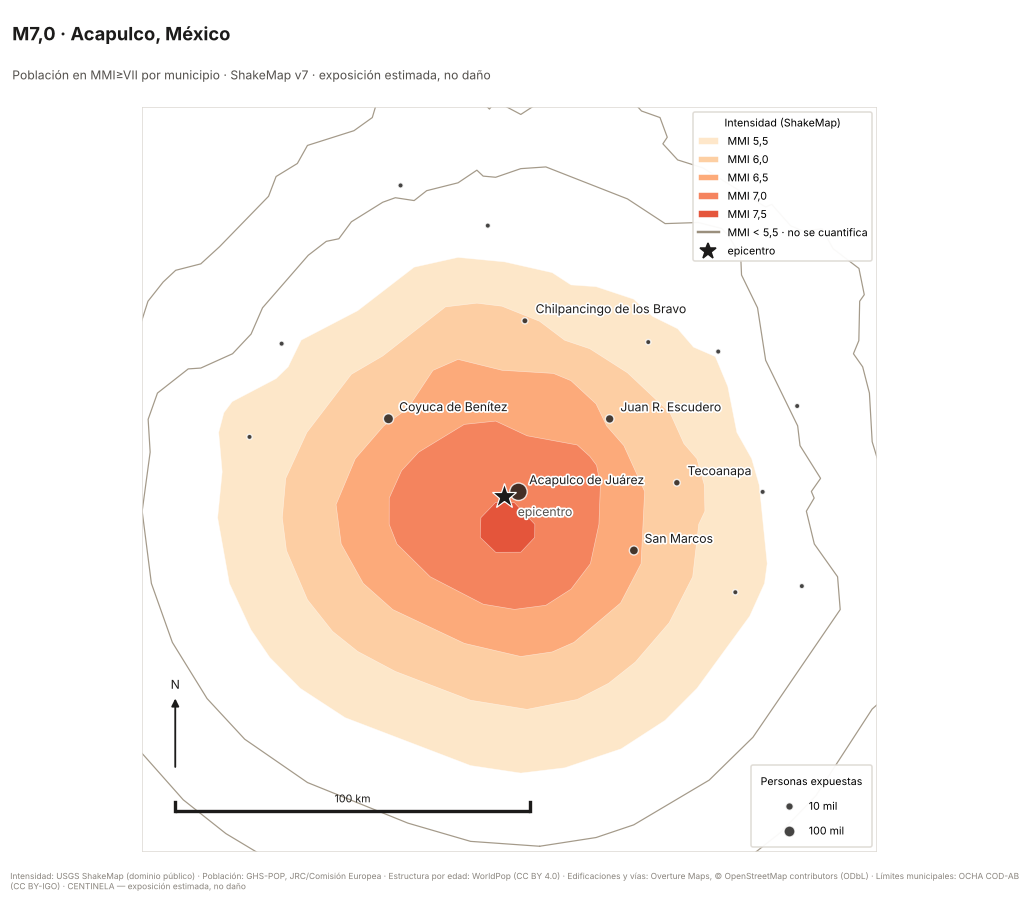 M7,0 · Acapulco, México
Población en MMI≥VII por municipio · ShakeMap v7 · exposición estimada, no daño
Intensidad (ShakeMap)
MMI 5,5
MMI 6,0
MMI 6,5
MMI 7,0
MMI 7,5
MMI < 5,5 · no se cuantifica
epicentro
Chilpancingo de los Bravo
Coyuca de Benítez
Juan R. Escudero
Tecoanapa
Acapulco de Juárez
epicentro
San Marcos
N
100 km
Personas expuestas
10 mil
100 mil
Intensidad: USGS ShakeMap (dominio público) · Población: GHS-POP, JRC/Comisión Europea · Estructura por edad: WorldPop (CC BY 4.0) · Edificaciones y vías: Overture Maps, © OpenStreetMap contributors (ODbL) · Límites municipales: OCHA COD-AB
(CC BY-IGO) · CENTINELA — exposición estimada, no daño